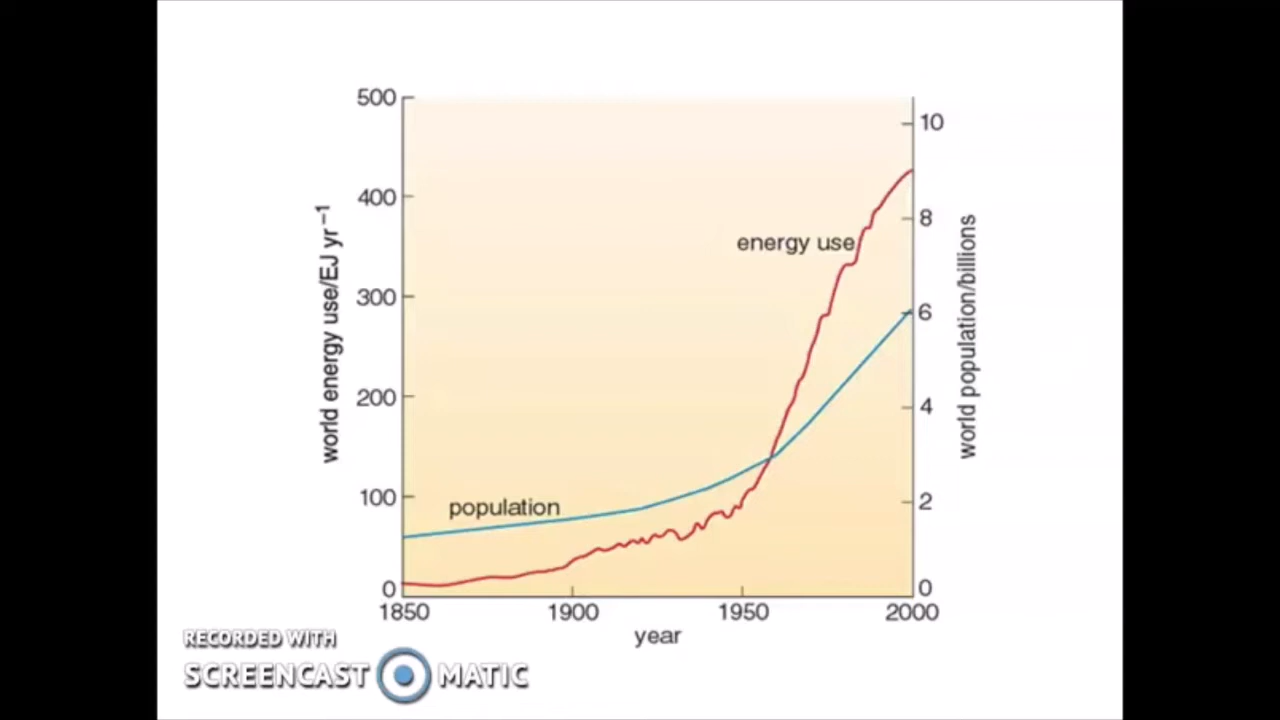 500
400
300
200
100
0
world energy use/EJ yr⁻¹
energy use
population
10
8
6
4
2
0
world population/billions
1850 1900 1950 2000
year
RECORDED WITH
SCREENCAST MATIC